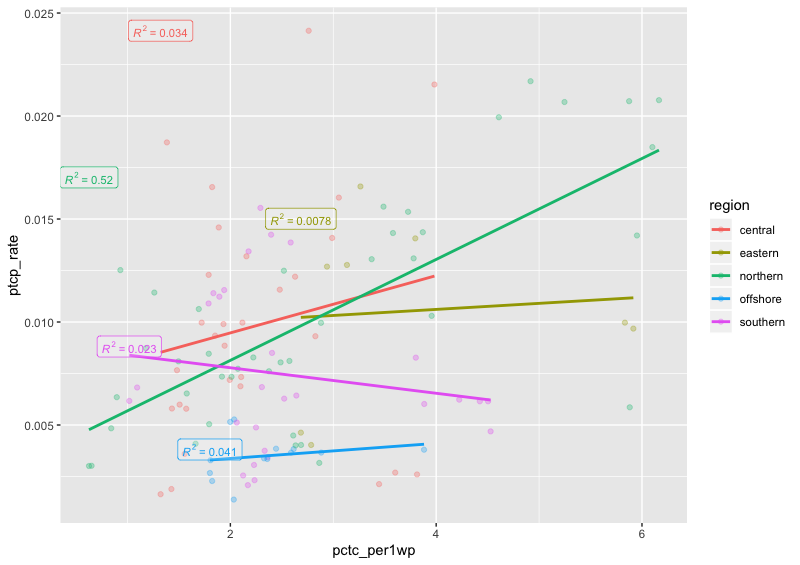 0.025
0.020
0.015
0.010
0.005
ptcp_rate
R² = 0.034
R² = 0.52
R² = 0.0078
R² = 0.023
R² = 0.041
2
4
6
pctc_per1wp
region
central
eastern
northern
offshore
southern